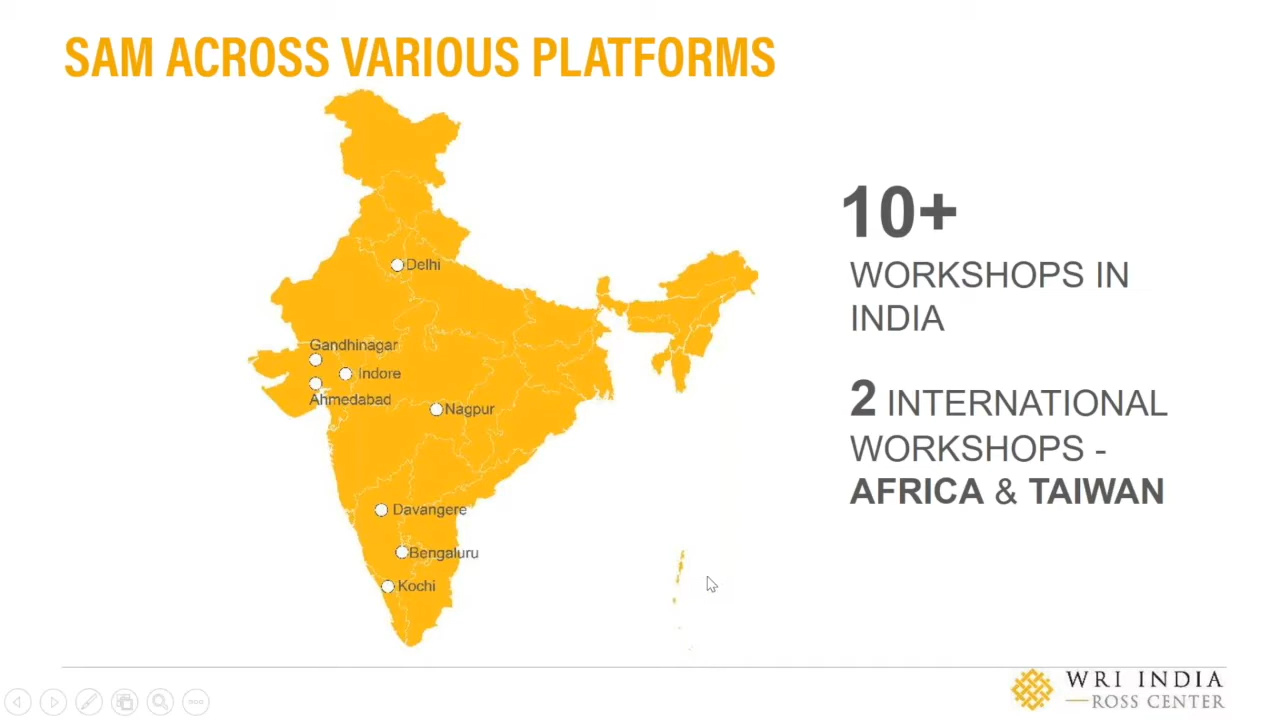 SAM ACROSS VARIOUS PLATFORMS
Delhi
Gandhinagar
Indore
Ahmedabad
Nagpur
Davangere
Bengaluru
Kochi
10+
WORKSHOPS IN
INDIA
2 INTERNATIONAL
WORKSHOPS -
AFRICA & TAIWAN
WRI INDIA
ROSS CENTER